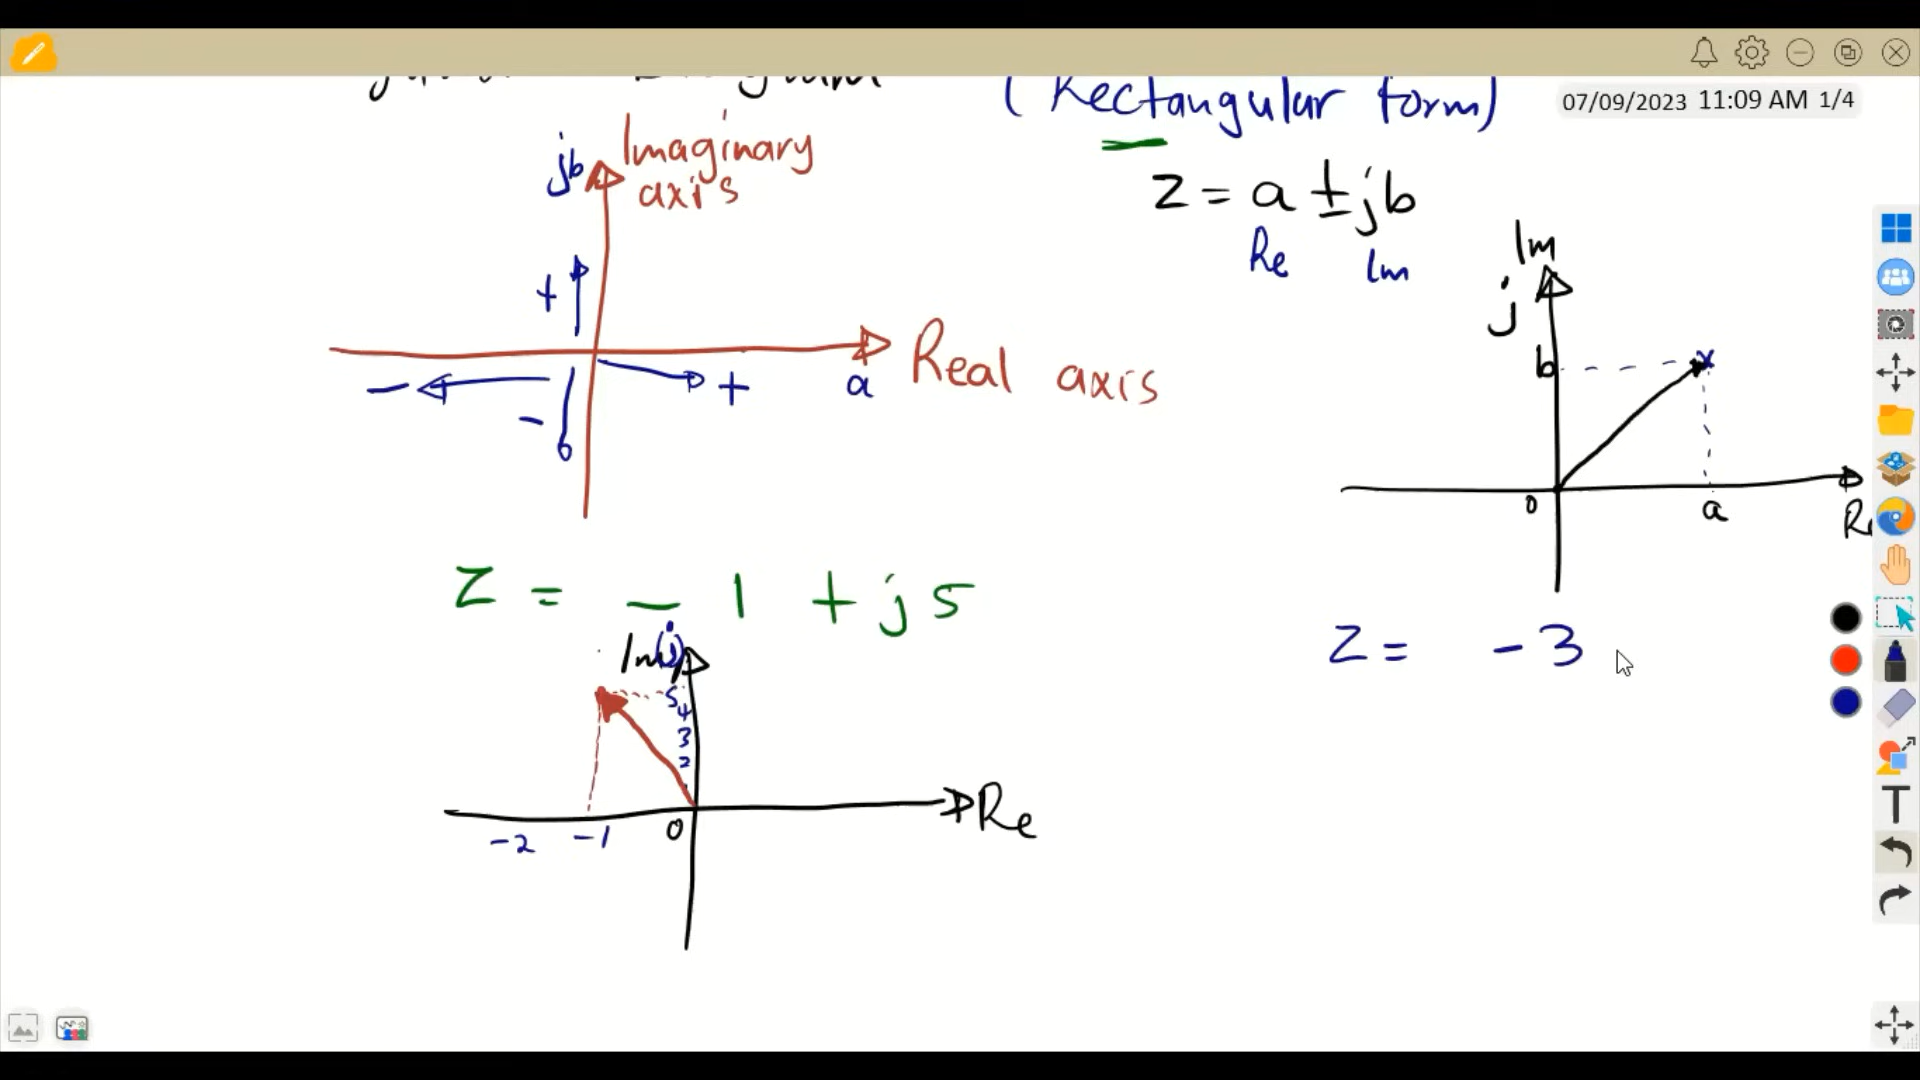 (Rectangular form)
07/09/2023 11:09 AM 1/4
jb Imaginary
axis
Z = a ± jb
Re Im
Im
j
+
b x
- + a Real axis
-
0 a
Z = - 1 + j 5
Z = - 3
Im(j)
5
4
3
2
-2 -1 0 Re
T